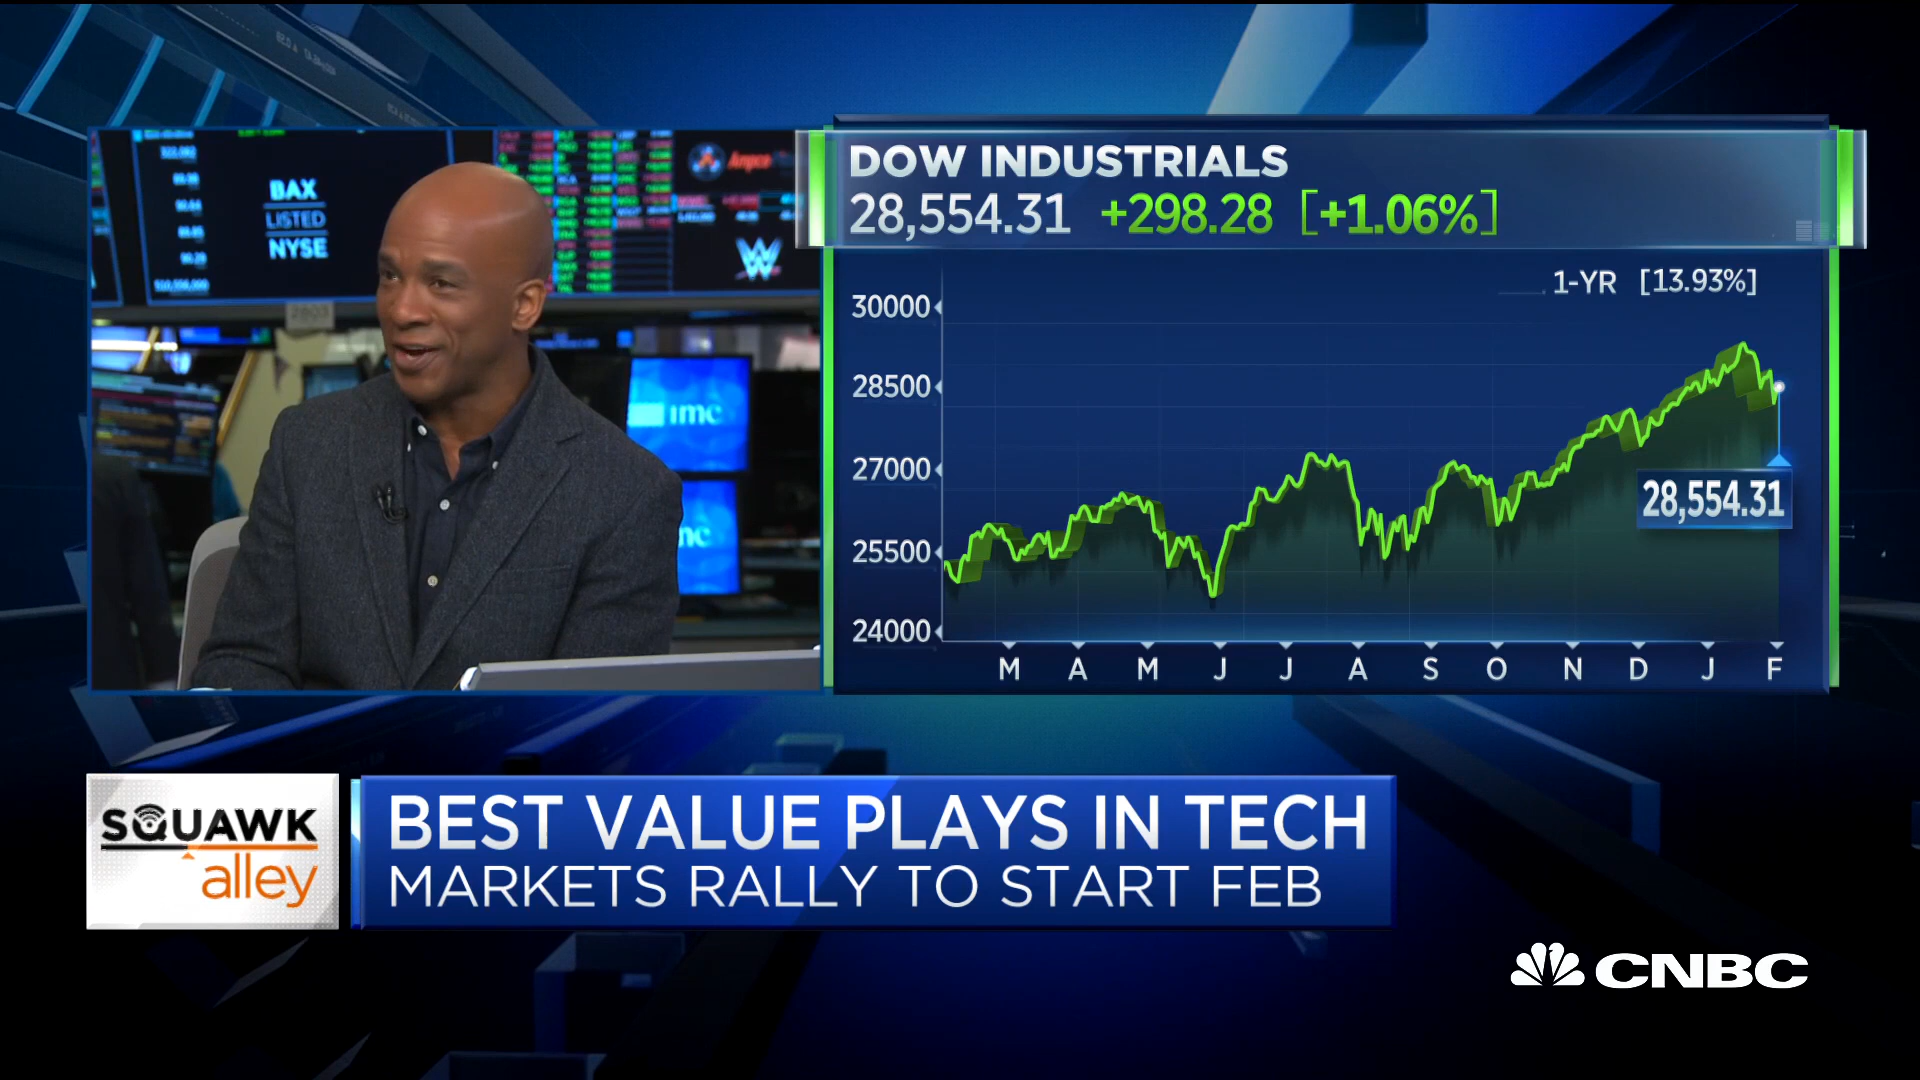 BAX
LISTED
NYSE
imc
DOW INDUSTRIALS
28,554.31 +298.28 [+1.06%]
1-YR [13.93%]
30000
28500
27000
25500
24000
28,554.31
M A M J J A S O N D J F
SQUAWK
alley
BEST VALUE PLAYS IN TECH
MARKETS RALLY TO START FEB
CNBC